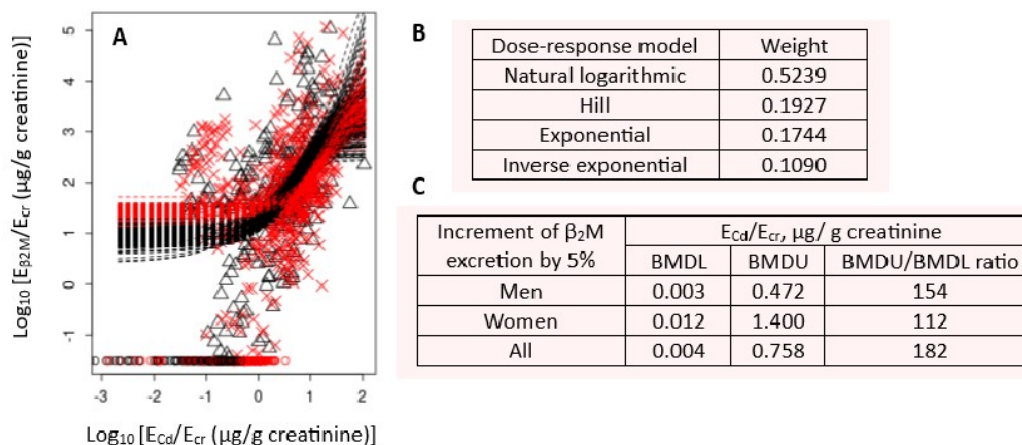 A
Log10 [Eβ2M/Ecr (µg/g creatinine)]
5
4
3
2
1
0
-1
-3
-2
-1
0
1
2
Log10 [ECd/Ecr (µg/g creatinine)]
B
Dose-response model Weight
Natural logarithmic 0.5239
Hill 0.1927
Exponential 0.1744
Inverse exponential 0.1090
C
Increment of β2M
excretion by 5%
ECd/Ecr, µg/ g creatinine
BMDL BMDU BMDU/BMDL ratio
Men 0.003 0.472 154
Women 0.012 1.400 112
All 0.004 0.758 182